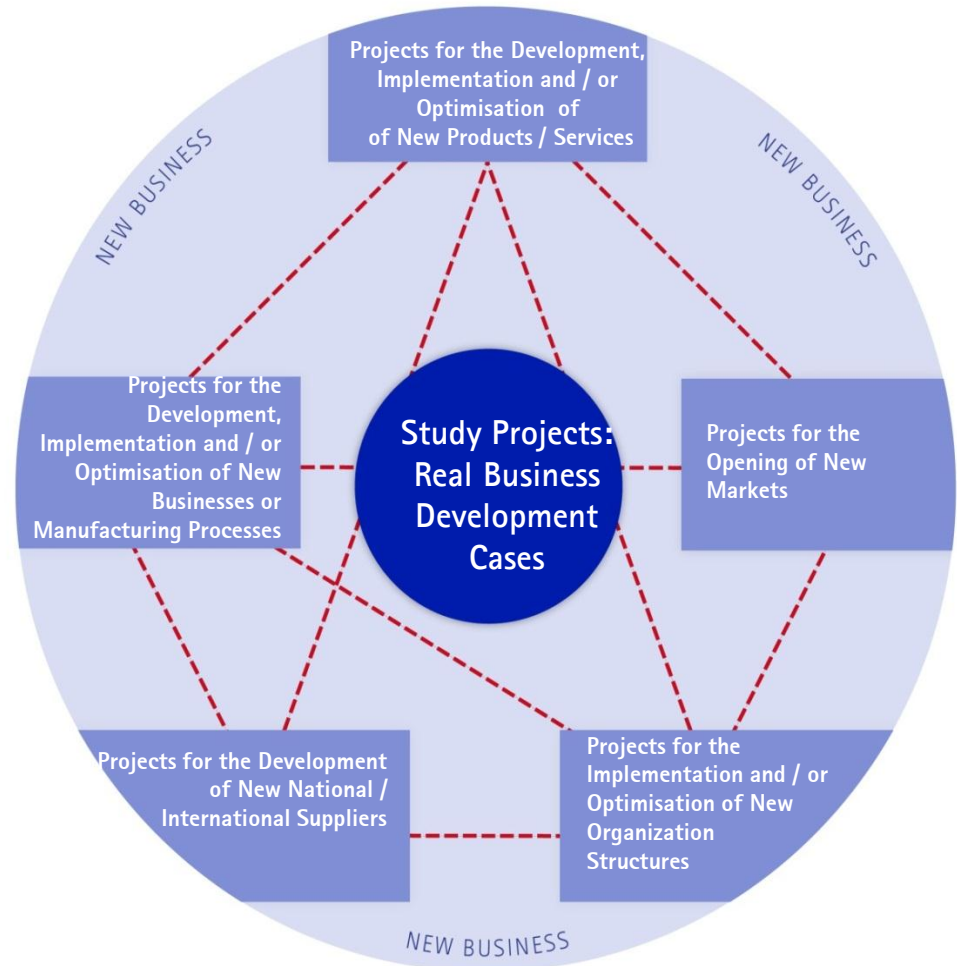 Projects for the Development,
Implementation and / or
Optimisation of
of New Products / Services
NEW BUSINESS
NEW BUSINESS
Projects for the
Development,
Implementation and / or
Optimisation of New
Businesses or
Manufacturing Processes
Study Projects:
Real Business
Development
Cases
Projects for the
Opening of New
Markets
Projects for the Development
of New National /
International Suppliers
Projects for the
Implementation and / or
Optimisation of New
Organization
Structures
NEW BUSINESS